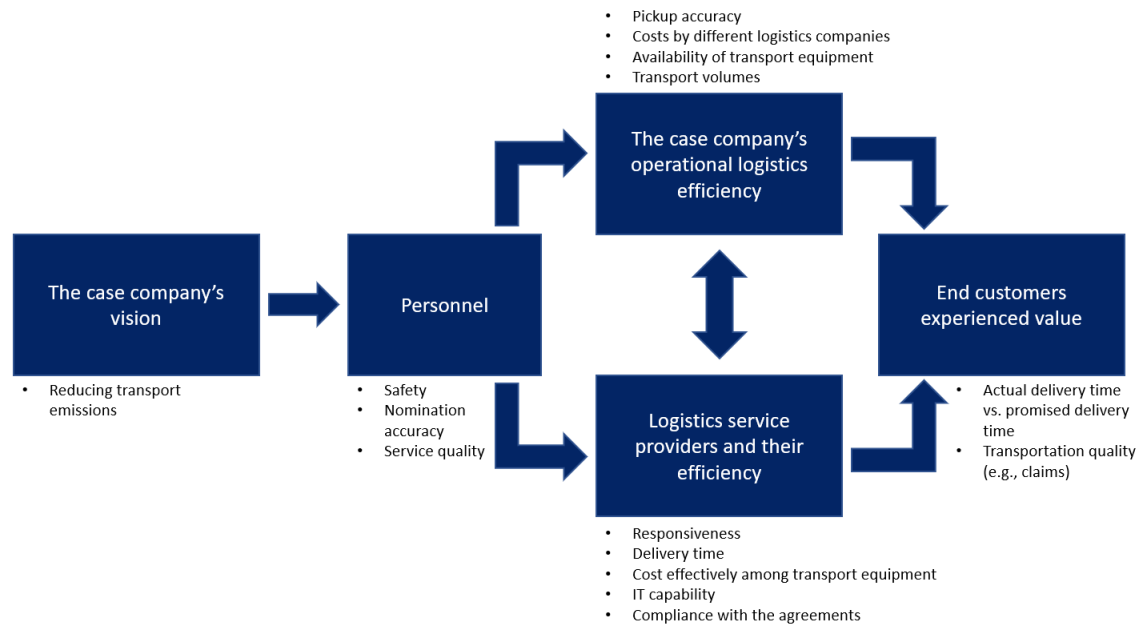 • Pickup accuracy
• Costs by different logistics companies
• Availability of transport equipment
• Transport volumes
The case company’s
operational logistics
efficiency
The case company’s
vision
• Reducing transport
emissions
Personnel
• Safety
• Nomination
accuracy
• Service quality
End customers
experienced value
• Actual delivery time
vs. promised delivery
time
• Transportation quality
(e.g., claims)
Logistics service
providers and their
efficiency
• Responsiveness
• Delivery time
• Cost effectively among transport equipment
• IT capability
• Compliance with the agreements